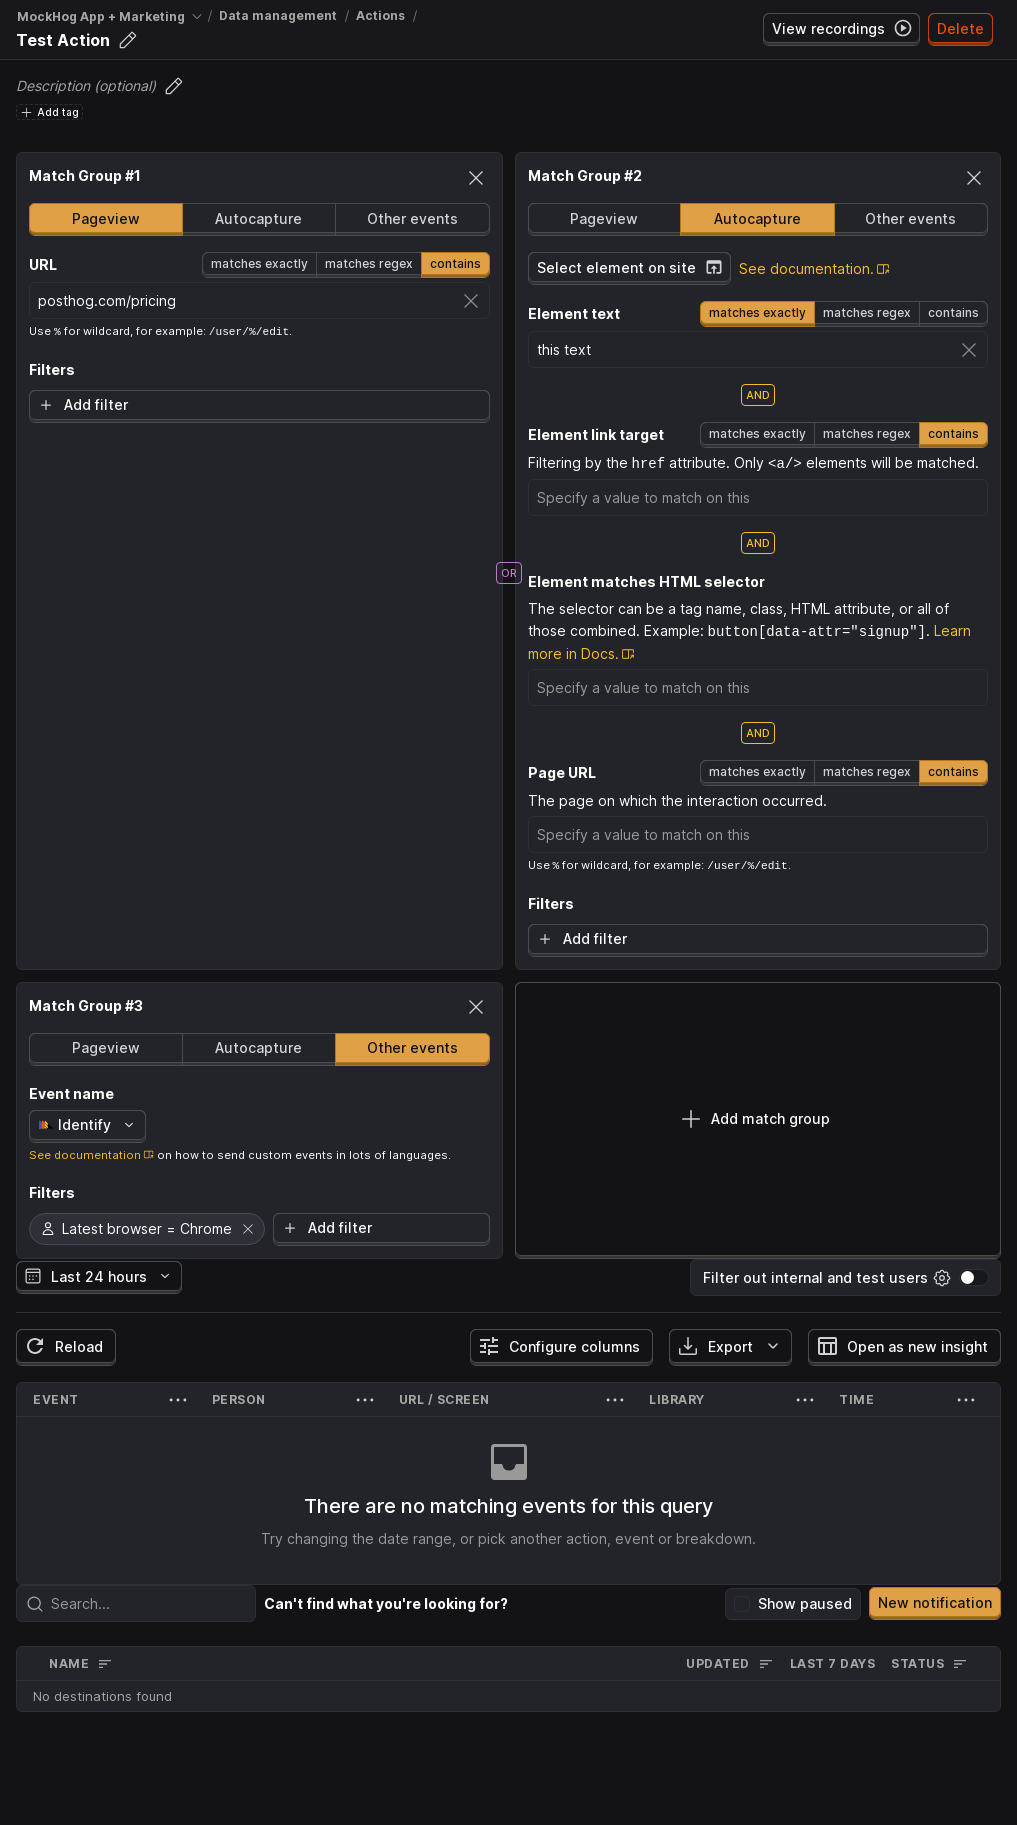 MockHog App + Marketing / Data management / Actions /
Test Action
View recordings
Delete
Description (optional)
Add tag
Match Group #1
Pageview Autocapture Other events
URL
matches exactly matches regex contains
posthog.com/pricing
Use % for wildcard, for example: /user/%/edit.
Filters
Add filter
OR
Match Group #2
Pageview Autocapture Other events
Select element on site See documentation.
Element text
matches exactly matches regex contains
this text
AND
Element link target
matches exactly matches regex contains
Filtering by the href attribute. Only <a/> elements will be matched.
Specify a value to match on this
AND
Element matches HTML selector
The selector can be a tag name, class, HTML attribute, or all of
those combined. Example: button[data-attr="signup"]. Learn
more in Docs.
Specify a value to match on this
AND
Page URL
matches exactly matches regex contains
The page on which the interaction occurred.
Specify a value to match on this
Use % for wildcard, for example: /user/%/edit.
Filters
Add filter
Match Group #3
Pageview Autocapture Other events
Event name
Identify
See documentation on how to send custom events in lots of languages.
Filters
Latest browser = Chrome
Add filter
Add match group
Last 24 hours
Filter out internal and test users
Reload
Configure columns
Export
Open as new insight
EVENT PERSON URL / SCREEN LIBRARY TIME
There are no matching events for this query
Try changing the date range, or pick another action, event or breakdown.
Search...
Can't find what you're looking for?
Show paused
New notification
NAME UPDATED LAST 7 DAYS STATUS
No destinations found